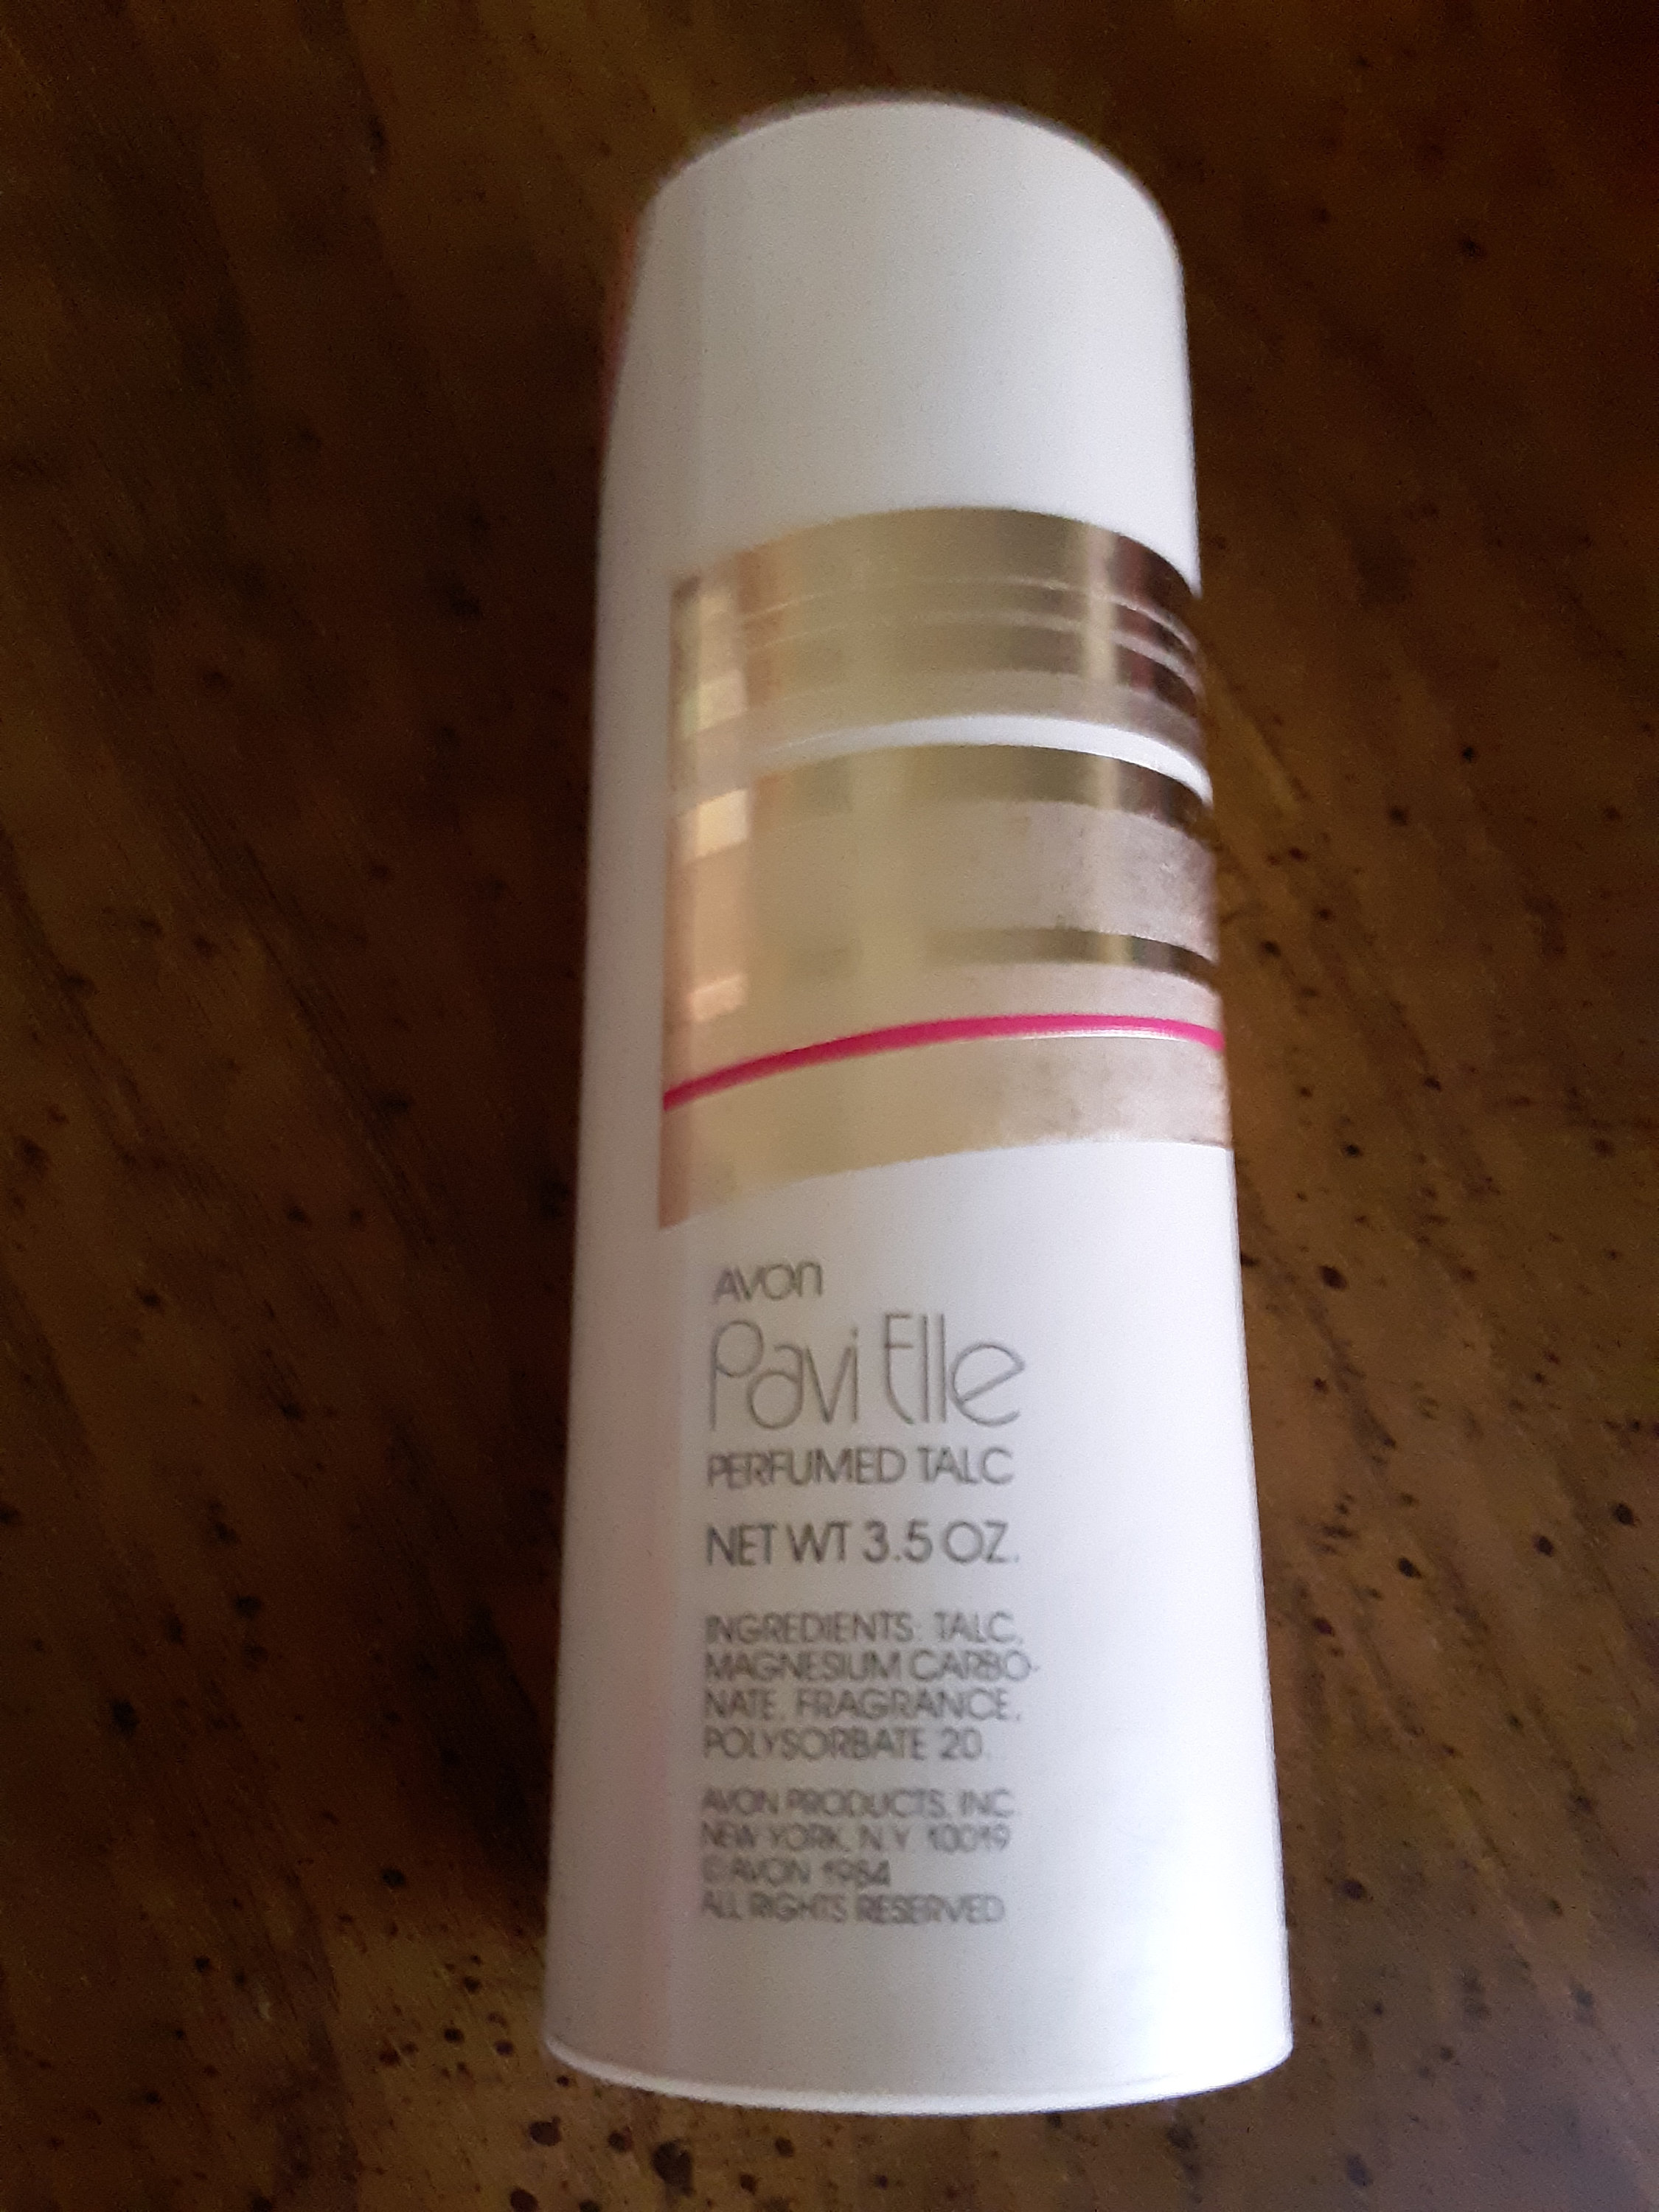 AVON
Pavi Elle
PERFUMED TALC
NET WT 3.5 OZ.
INGREDIENTS: TALC,
MAGNESIUM CARBO-
NATE, FRAGRANCE,
POLYSORBATE 20.
AVON PRODUCTS, INC.
NEW YORK, N.Y. 10019
© AVON 1984
ALL RIGHTS RESERVED